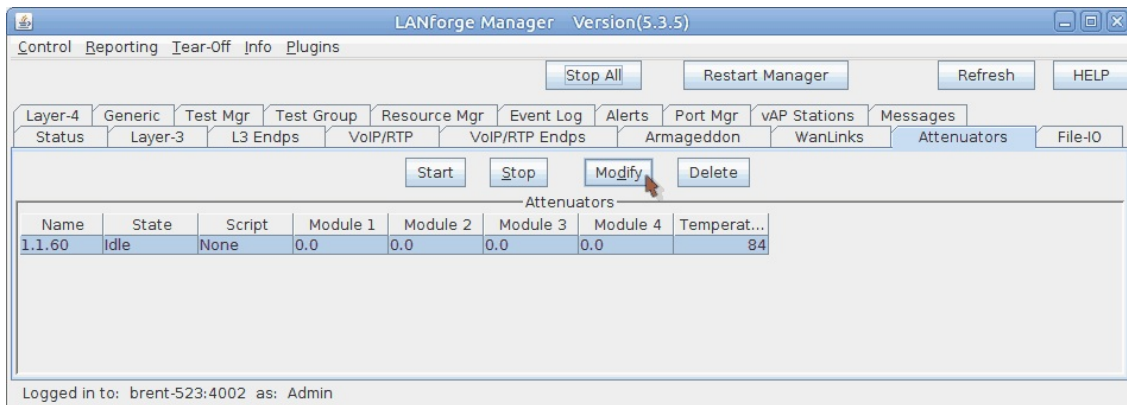 LANforge Manager Version(5.3.5)
Control Reporting Tear-Off Info Plugins
Stop All Restart Manager Refresh HELP
Layer-4 Generic Test Mgr Test Group Resource Mgr Event Log Alerts Port Mgr vAP Stations Messages
Status Layer-3 L3 Endps VoIP/RTP VoIP/RTP Endps Armageddon WanLinks Attenuators File-IO
Start Stop Modify Delete
Attenuators
Name State Script Module 1 Module 2 Module 3 Module 4 Temperat...
1.1.60 Idle None 0.0 0.0 0.0 0.0 84
Logged in to: brent-523:4002 as: Admin